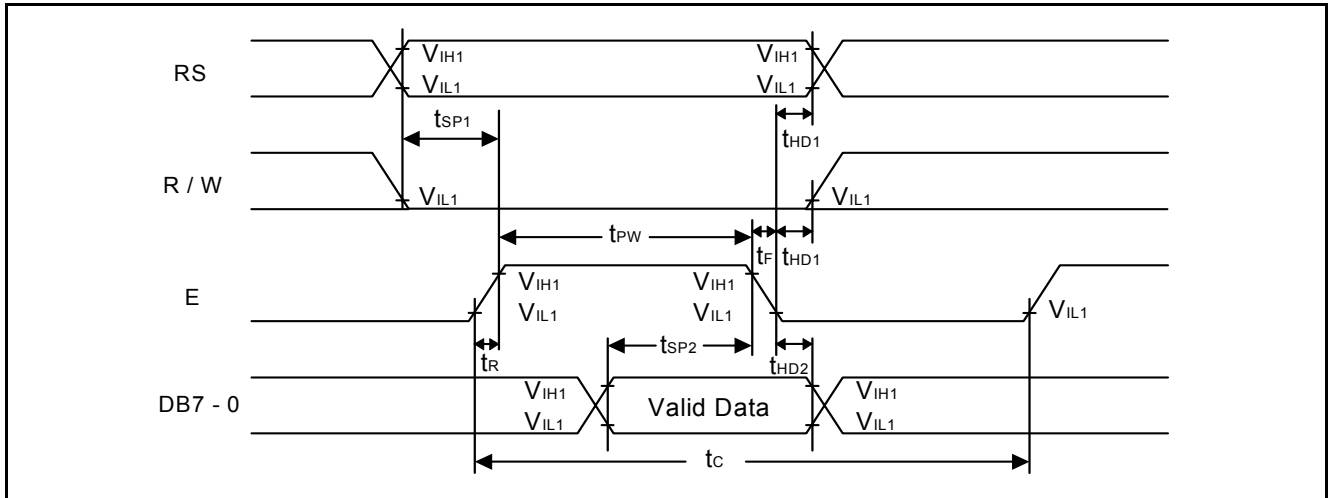 RS
VIH1
VIH1
VIL1
VIL1
tSP1
tHD1
R / W
VIL1
VIL1
tPW
tF
tHD1
E
VIH1
VIH1
VIL1
VIL1
VIL1
tR
tSP2
tHD2
DB7 - 0
VIH1
Valid Data
VIH1
VIL1
VIL1
tC